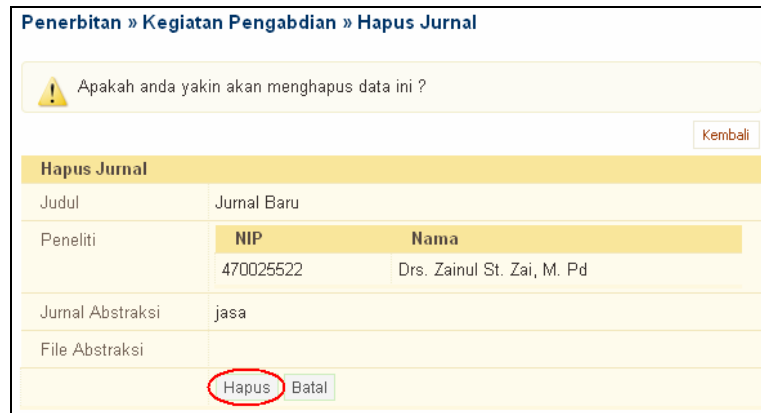 Penerbitan » Kegiatan Pengabdian » Hapus Jurnal
Apakah anda yakin akan menghapus data ini ?
Kembali
Hapus Jurnal
Judul Jurnal Baru
Peneliti NIP Nama
470025522 Drs. Zainul St. Zai, M. Pd
Jurnal Abstraksi jasa
File Abstraksi
Hapus Batal